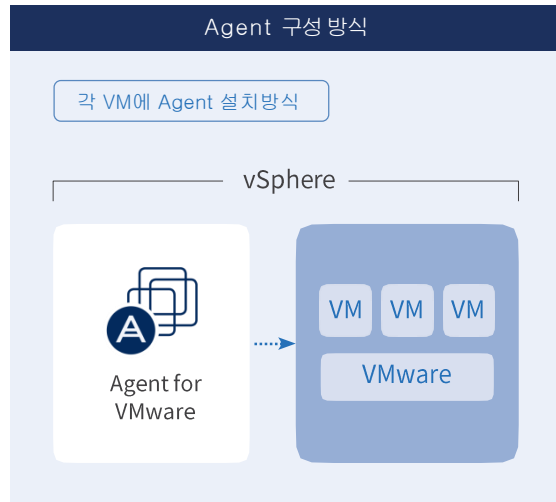 Agent 구성 방식
각 VM에 Agent 설치방식
vSphere
VM VM VM
Agent for
VMware
VMware